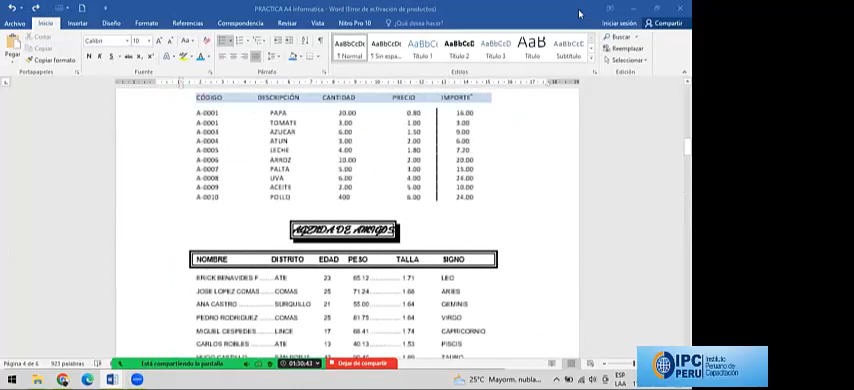 PRACTICA A4 informatica - Word (Error de activación de productos)
Iniciar sesión
Compartir
Archivo Inicio Insertar Diseño Formato Referencias Correspondencia Revisar Vista Nitro Pro 10 ¿Qué desea hacer?
Pegar
Cortar
Copiar
Copiar formato
Calibri 10
AaBbCcDc AaBbCcDc AaBbCc AaBbCcC AaBbCcD AaB AaBbCcD
¶ Normal ¶ Sin espa... Título 1 Título 2 Título 3 Título Subtítulo
Buscar
Reemplazar
Seleccionar
Portapapeles Fuente Párrafo Estilos Edición
CÓDIGO DESCRIPCIÓN CANTIDAD PRECIO IMPORTE
A-0001 PAPA 20.00 0.80 16.00
A-0001 TOMATE 3.00 1.00 3.00
A-0003 AZUCAR 6.00 1.50 9.00
A-0004 ATUN 3.00 2.00 6.00
A-0005 LECHE 4.00 1.80 7.20
A-0006 ARROZ 10.00 2.00 20.00
A-0007 PALTA 5.00 3.00 15.00
A-0008 UVA 6.00 4.00 24.00
A-0009 ACEITE 2.00 5.00 10.00
A-0010 POLLO 400 6.00 24.00
AGENDA DE AMIGOS
NOMBRE DISTRITO EDAD PESO TALLA SIGNO
ERICK BENAVIDES F... ATE 23 65.12 1.71 LEO
JOSE LOPEZ COMAS COMAS 25 71.24 1.68 ARIES
ANA CASTRO SURQUILLO 21 55.00 1.64 GEMINIS
PEDRO RODRIGUEZ COMAS 25 81.75 1.64 VIRGO
MIGUEL CESPEDES LINCE 17 68.41 1.74 CAPRICORNIO
CARLOS ROBLES ATE 13 40.13 1.53 PISCIS
Página 4 de 6 923 palabras
Está compartiendo la pantalla
01:30:43
Dejar de compartir
25°C Mayorm. nubla...
ESP
LAA
IPC
PERU
Instituto
Peruano de
Capacitación